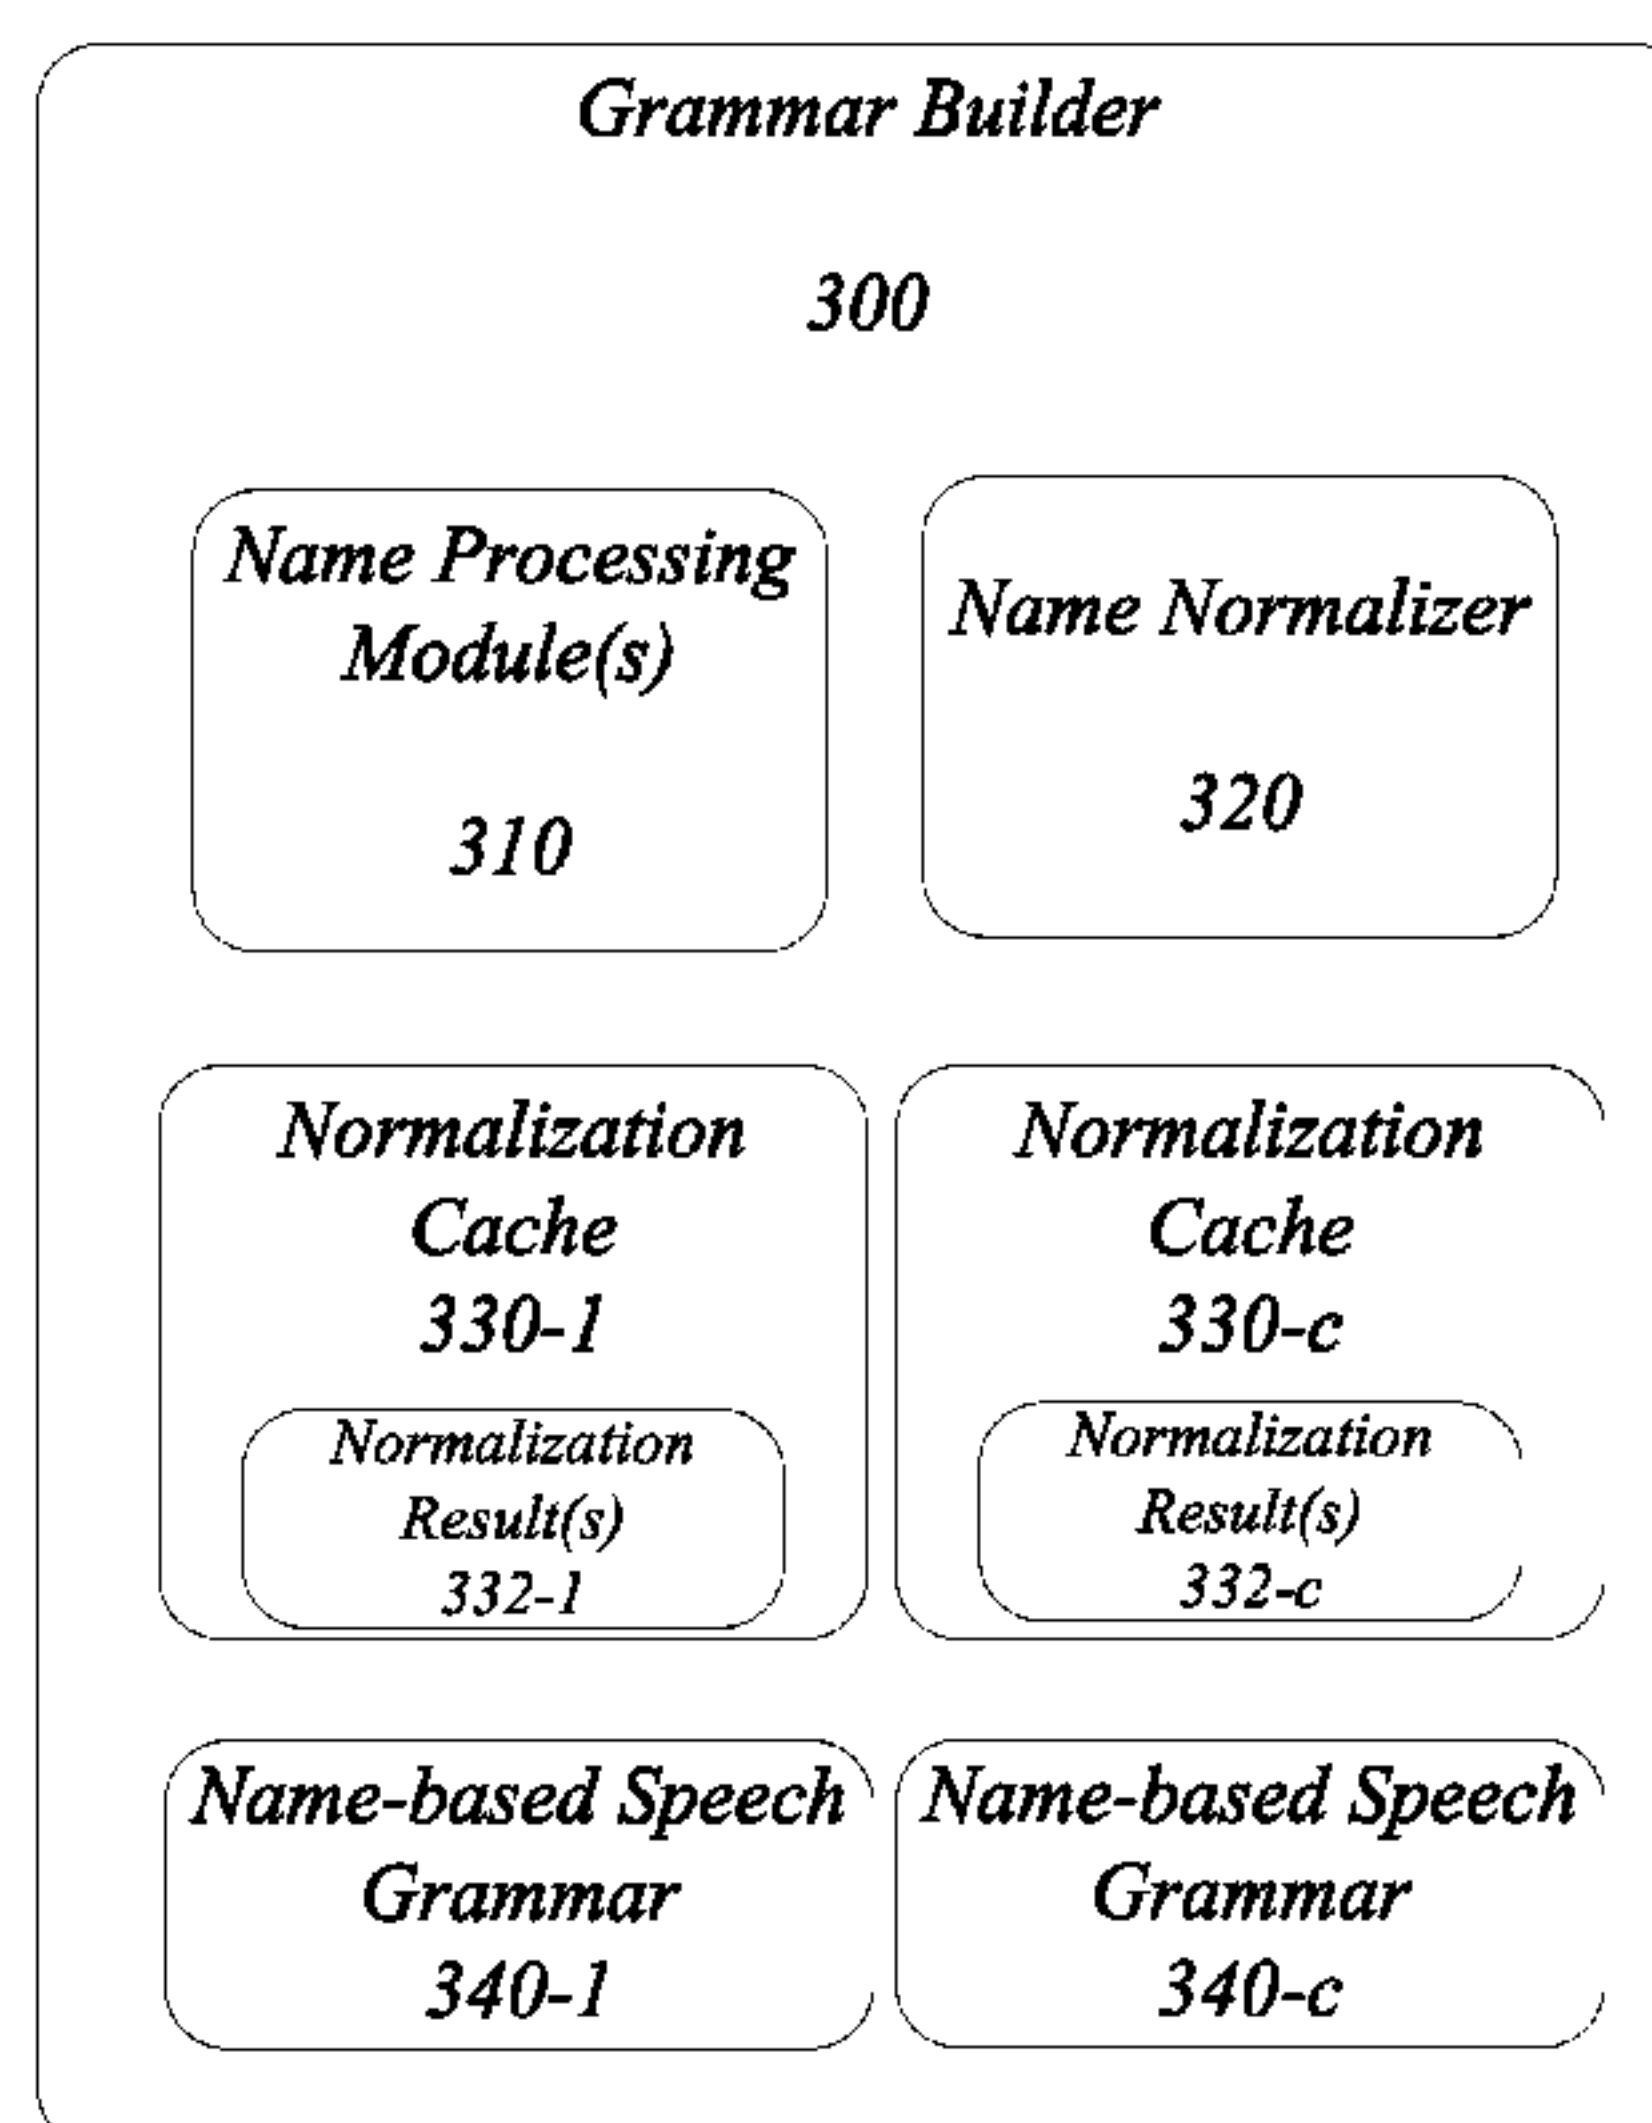 Grammar Builder
300
Name Processing
Module(s)
310
Name Normalizer
320
Normalization
Cache
330-1
Normalization
Result(s)
332-1
Normalization
Cache
330-c
Normalization
Result(s)
332-c
Name-based Speech
Grammar
340-1
Name-based Speech
Grammar
340-c